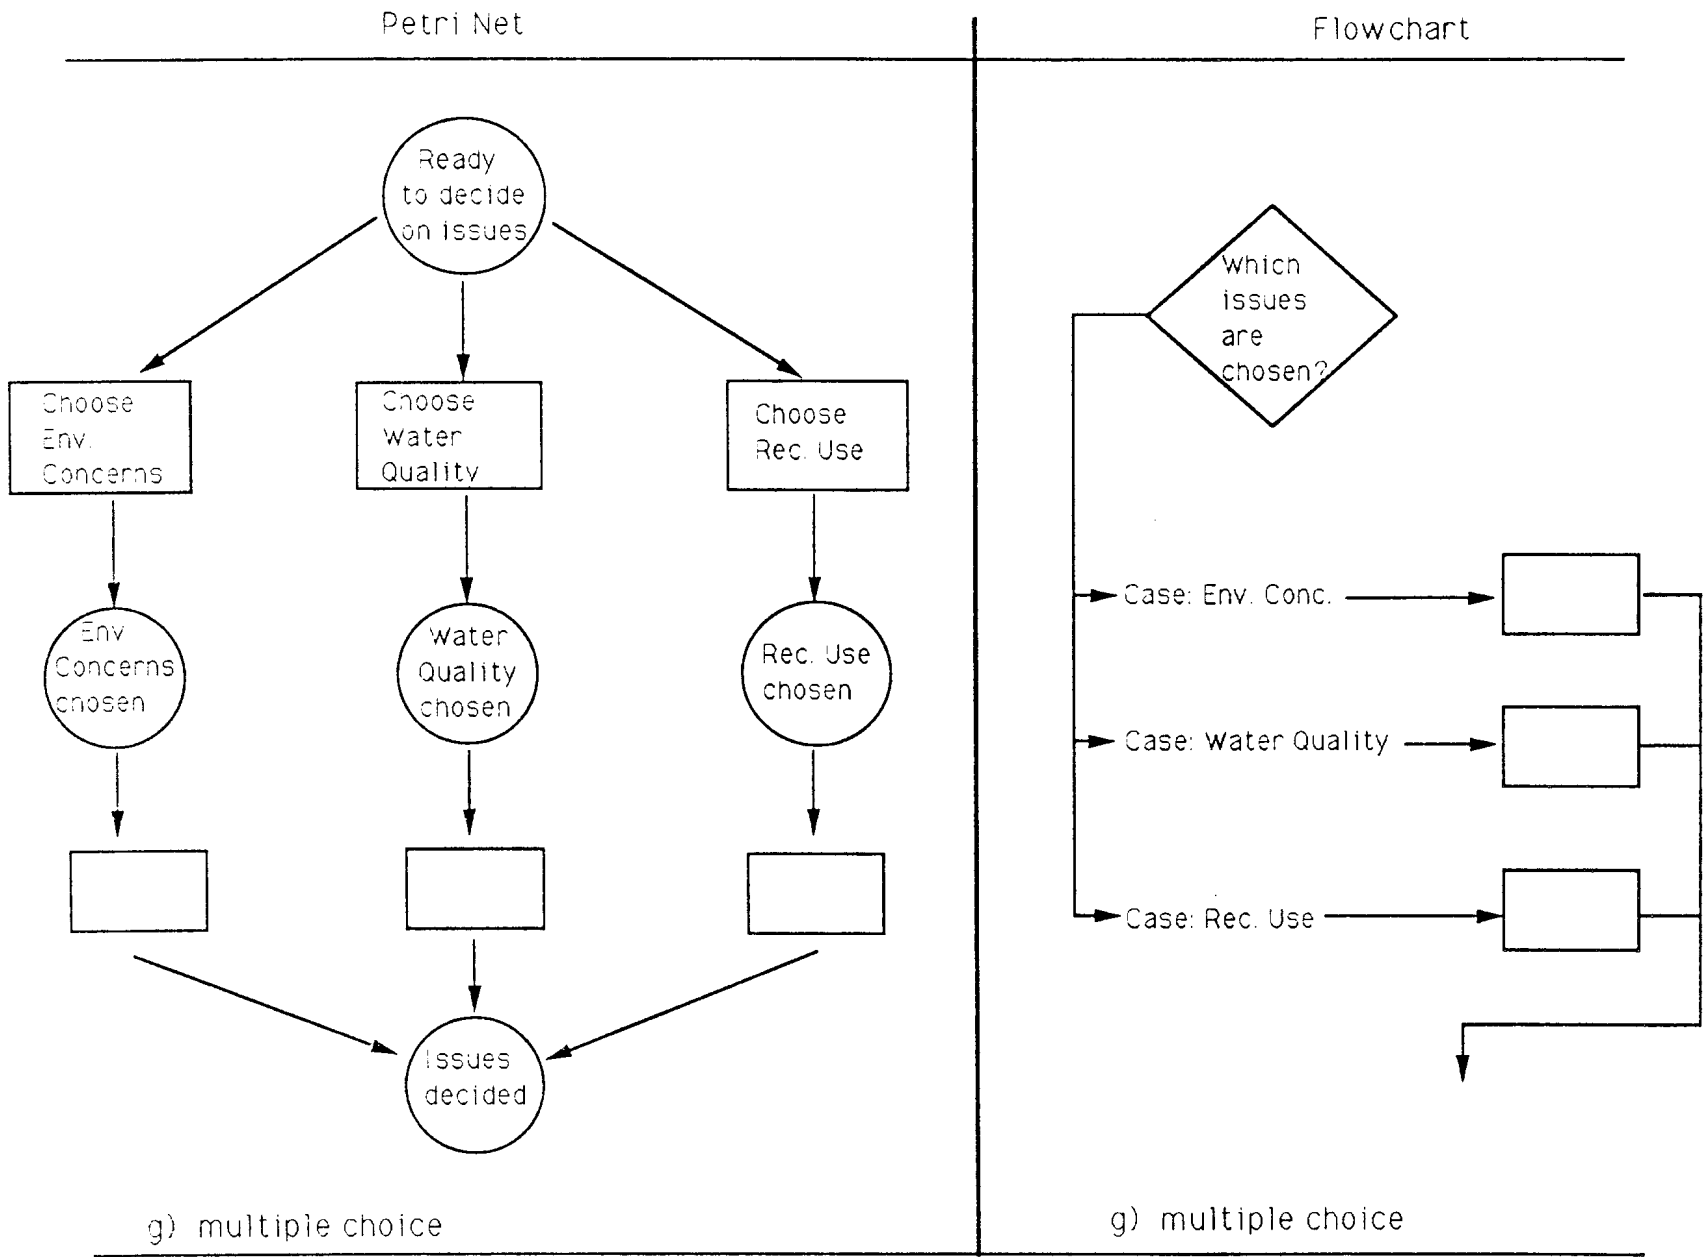 Petri Net
Flowchart
Ready
to decide
on issues
Choose
Env.
Concerns
Choose
Water
Quality
Choose
Rec. Use
Env
Concerns
chosen
Water
Quality
chosen
Rec. Use
chosen
Issues
decided
g) multiple choice
Which
issues
are
chosen?
Case: Env. Conc.
Case: Water Quality
Case: Rec. Use
g) multiple choice